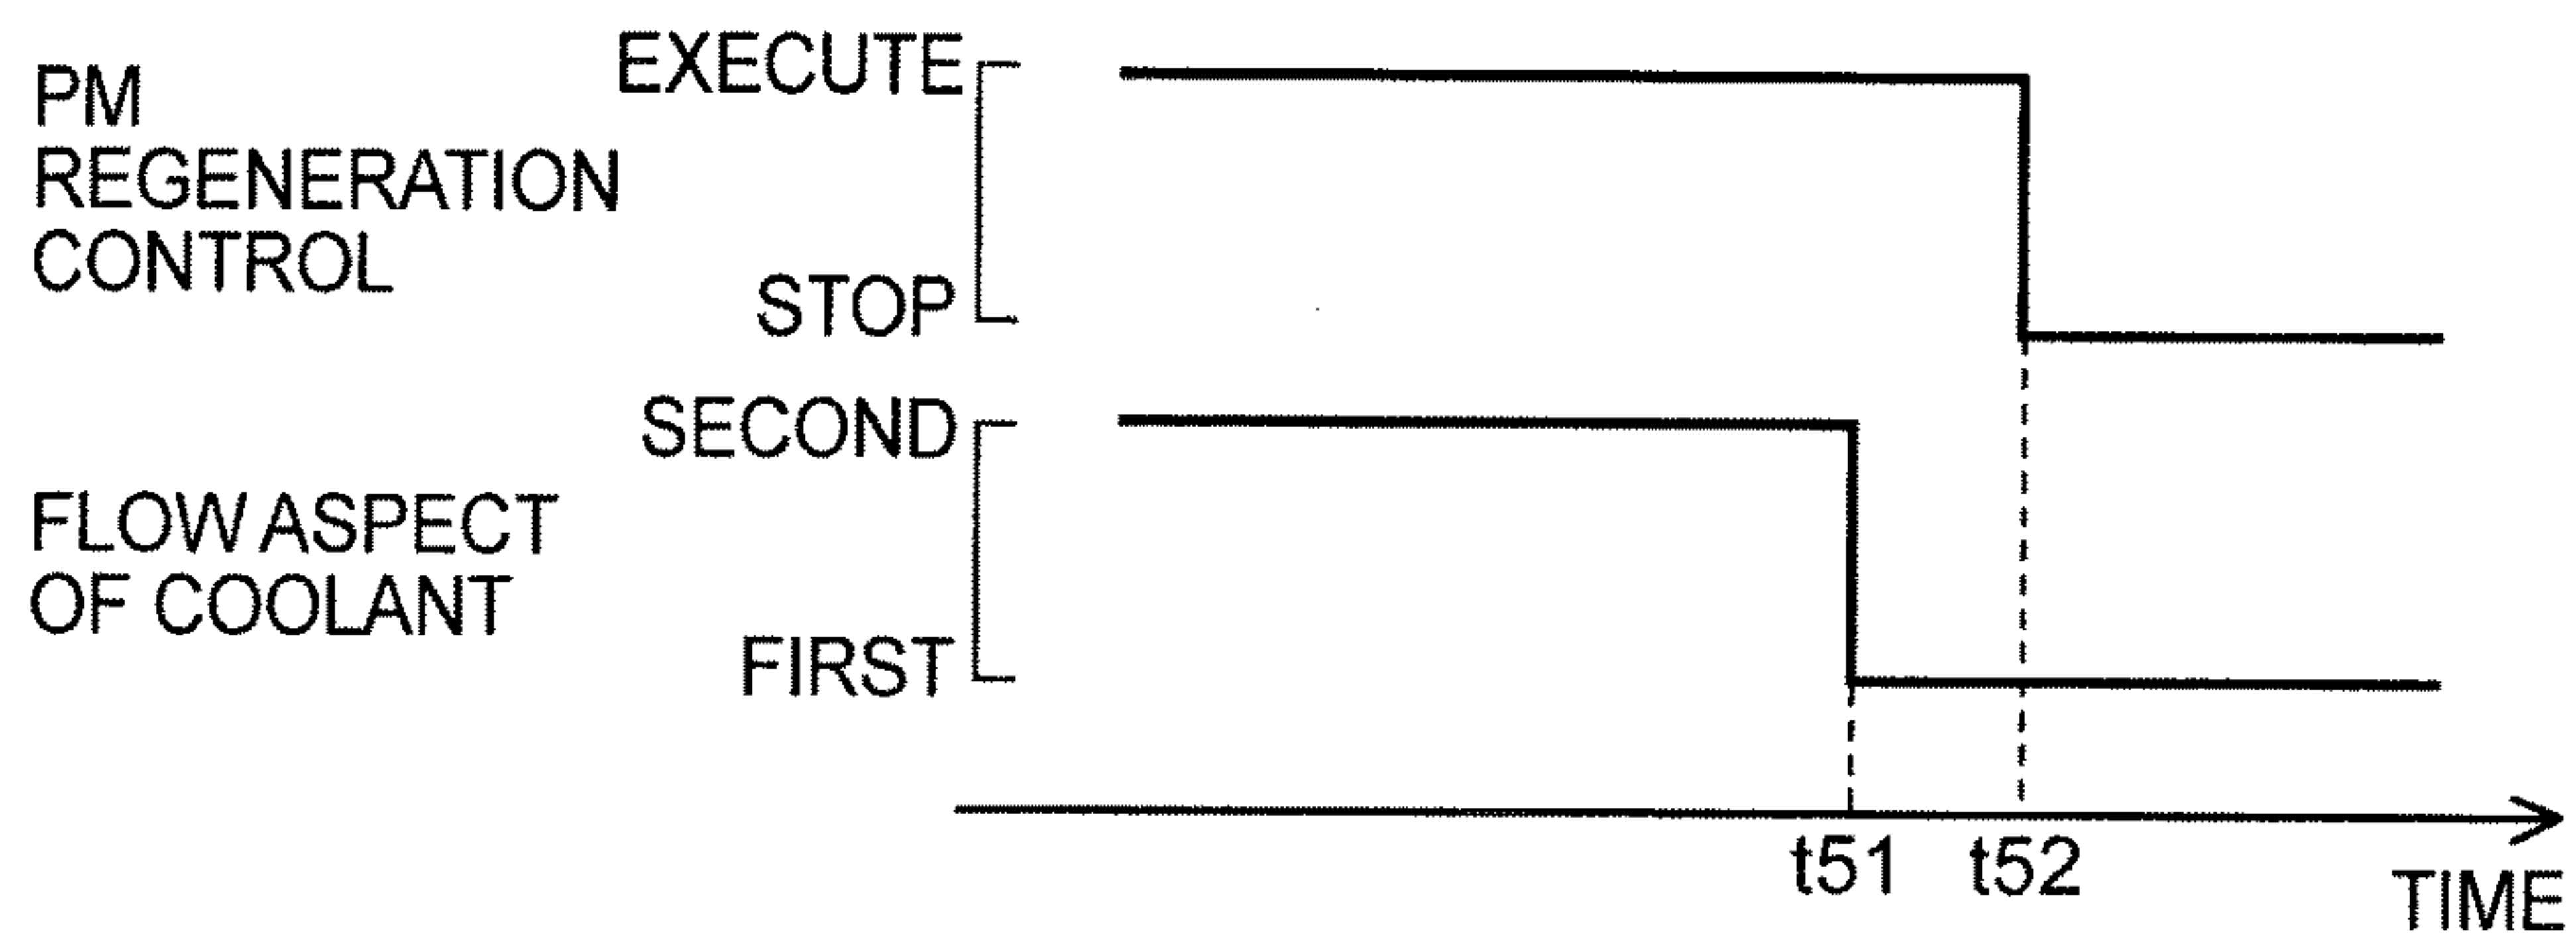 PM
REGENERATION
CONTROL
EXECUTE
STOP
FLOW ASPECT
OF COOLANT
SECOND
FIRST
t51
t52
TIME